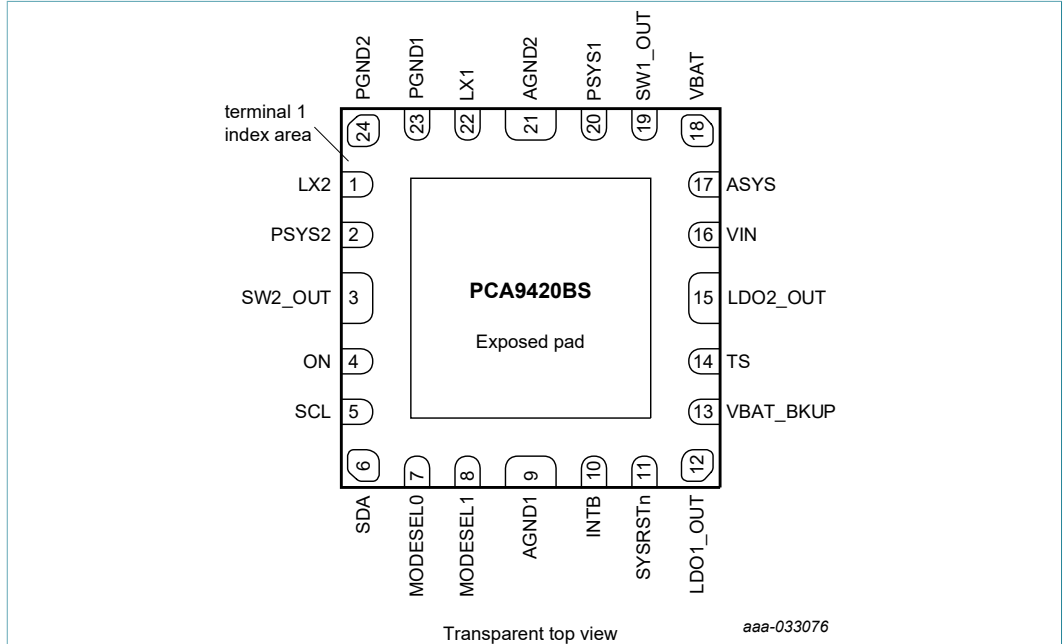 PGND2
PGND1
LX1
AGND2
PSYS1
SW1_OUT
VBAT
terminal 1
index area
24
23
22
21
20
19
18
LX2 1
17 ASYS
PSYS2 2
16 VIN
SW2_OUT 3
PCA9420BS
15 LDO2_OUT
Exposed pad
ON 4
14 TS
SCL 5
13 VBAT_BKUP
6
7
8
9
10
11
12
SDA
MODESEL0
MODESEL1
AGND1
INTB
SYSRSTn
LDO1_OUT
Transparent top view
aaa-033076